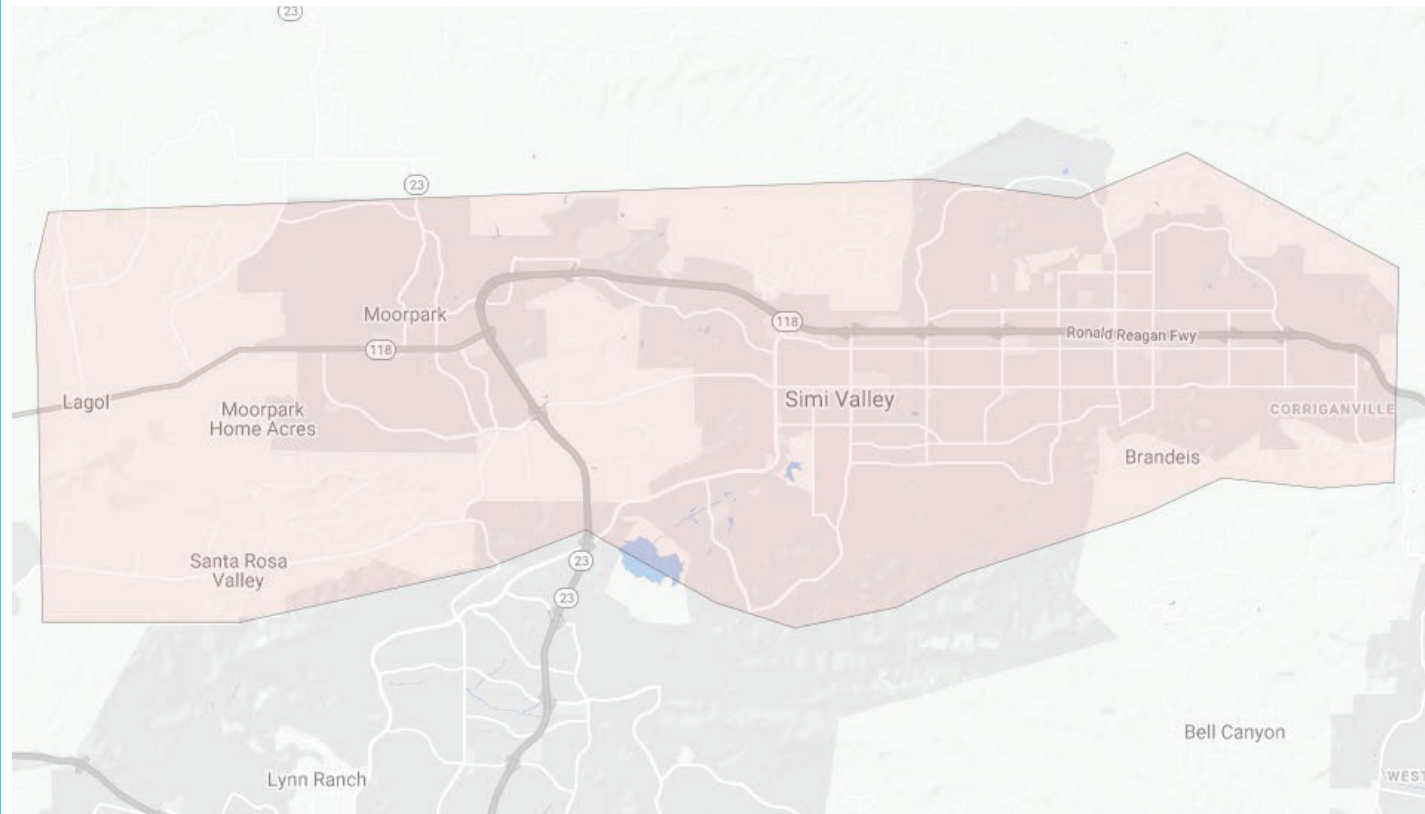 23
23
Moorpark
118
118
Ronald Reagan Fwy
Lagol
Moorpark
Home Acres
Simi Valley
CORRIGANVILLE
Brandeis
Santa Rosa
Valley
23
23
Bell Canyon
Lynn Ranch
WEST